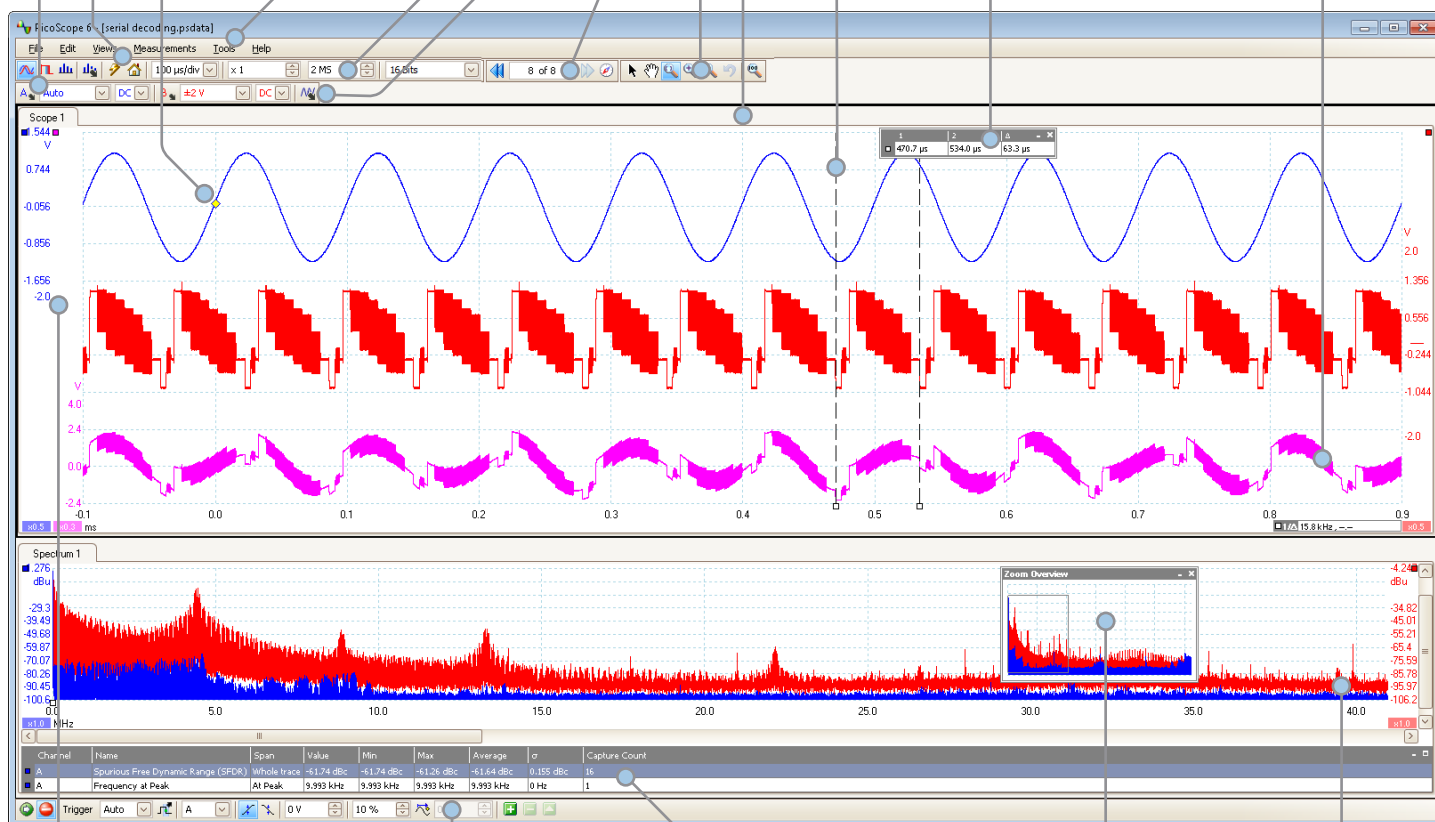 PicoScope 6 - [serial decoding.psdata]
File Edit Views Measurements Tools Help
100 µs/div x 1 2 MS 16 Bits 8 of 8
A Auto DC B ±2 V DC
Scope 1
1.544
V
0.744
-0.056
-0.856
-1.656
-2.0
V
4.0
2.4
0.0
-2.4
1 2 Δ
470.7 µs 534.0 µs 63.3 µs
V
2.0
1.356
0.556
-0.244
-1.044
-2.0
-0.1 0.0 0.1 0.2 0.3 0.4 0.5 0.6 0.7 0.8 0.9
x0.5 x0.3 ms 1/Δ 15.8 kHz , --.-- x0.5
Spectrum 1
1.276
dBu
-29.3
-39.49
-49.68
-59.87
-70.07
-80.26
-90.45
-100.6
Zoom Overview
dBu
-34.82
-45.01
-55.21
-65.4
-75.59
-85.78
-95.97
-106.2
0.0 5.0 10.0 15.0 20.0 25.0 30.0 35.0 40.0
x1.0 MHz x1.0
Channel Name Span Value Min Max Average σ Capture Count
A Spurious Free Dynamic Range (SFDR) Whole trace -61.74 dBc -61.74 dBc -61.26 dBc -61.64 dBc 0.155 dBc 16
A Frequency at Peak At Peak 9.993 kHz 9.993 kHz 9.993 kHz 9.993 kHz 0 Hz 1
Trigger Auto A 0 V 10 %